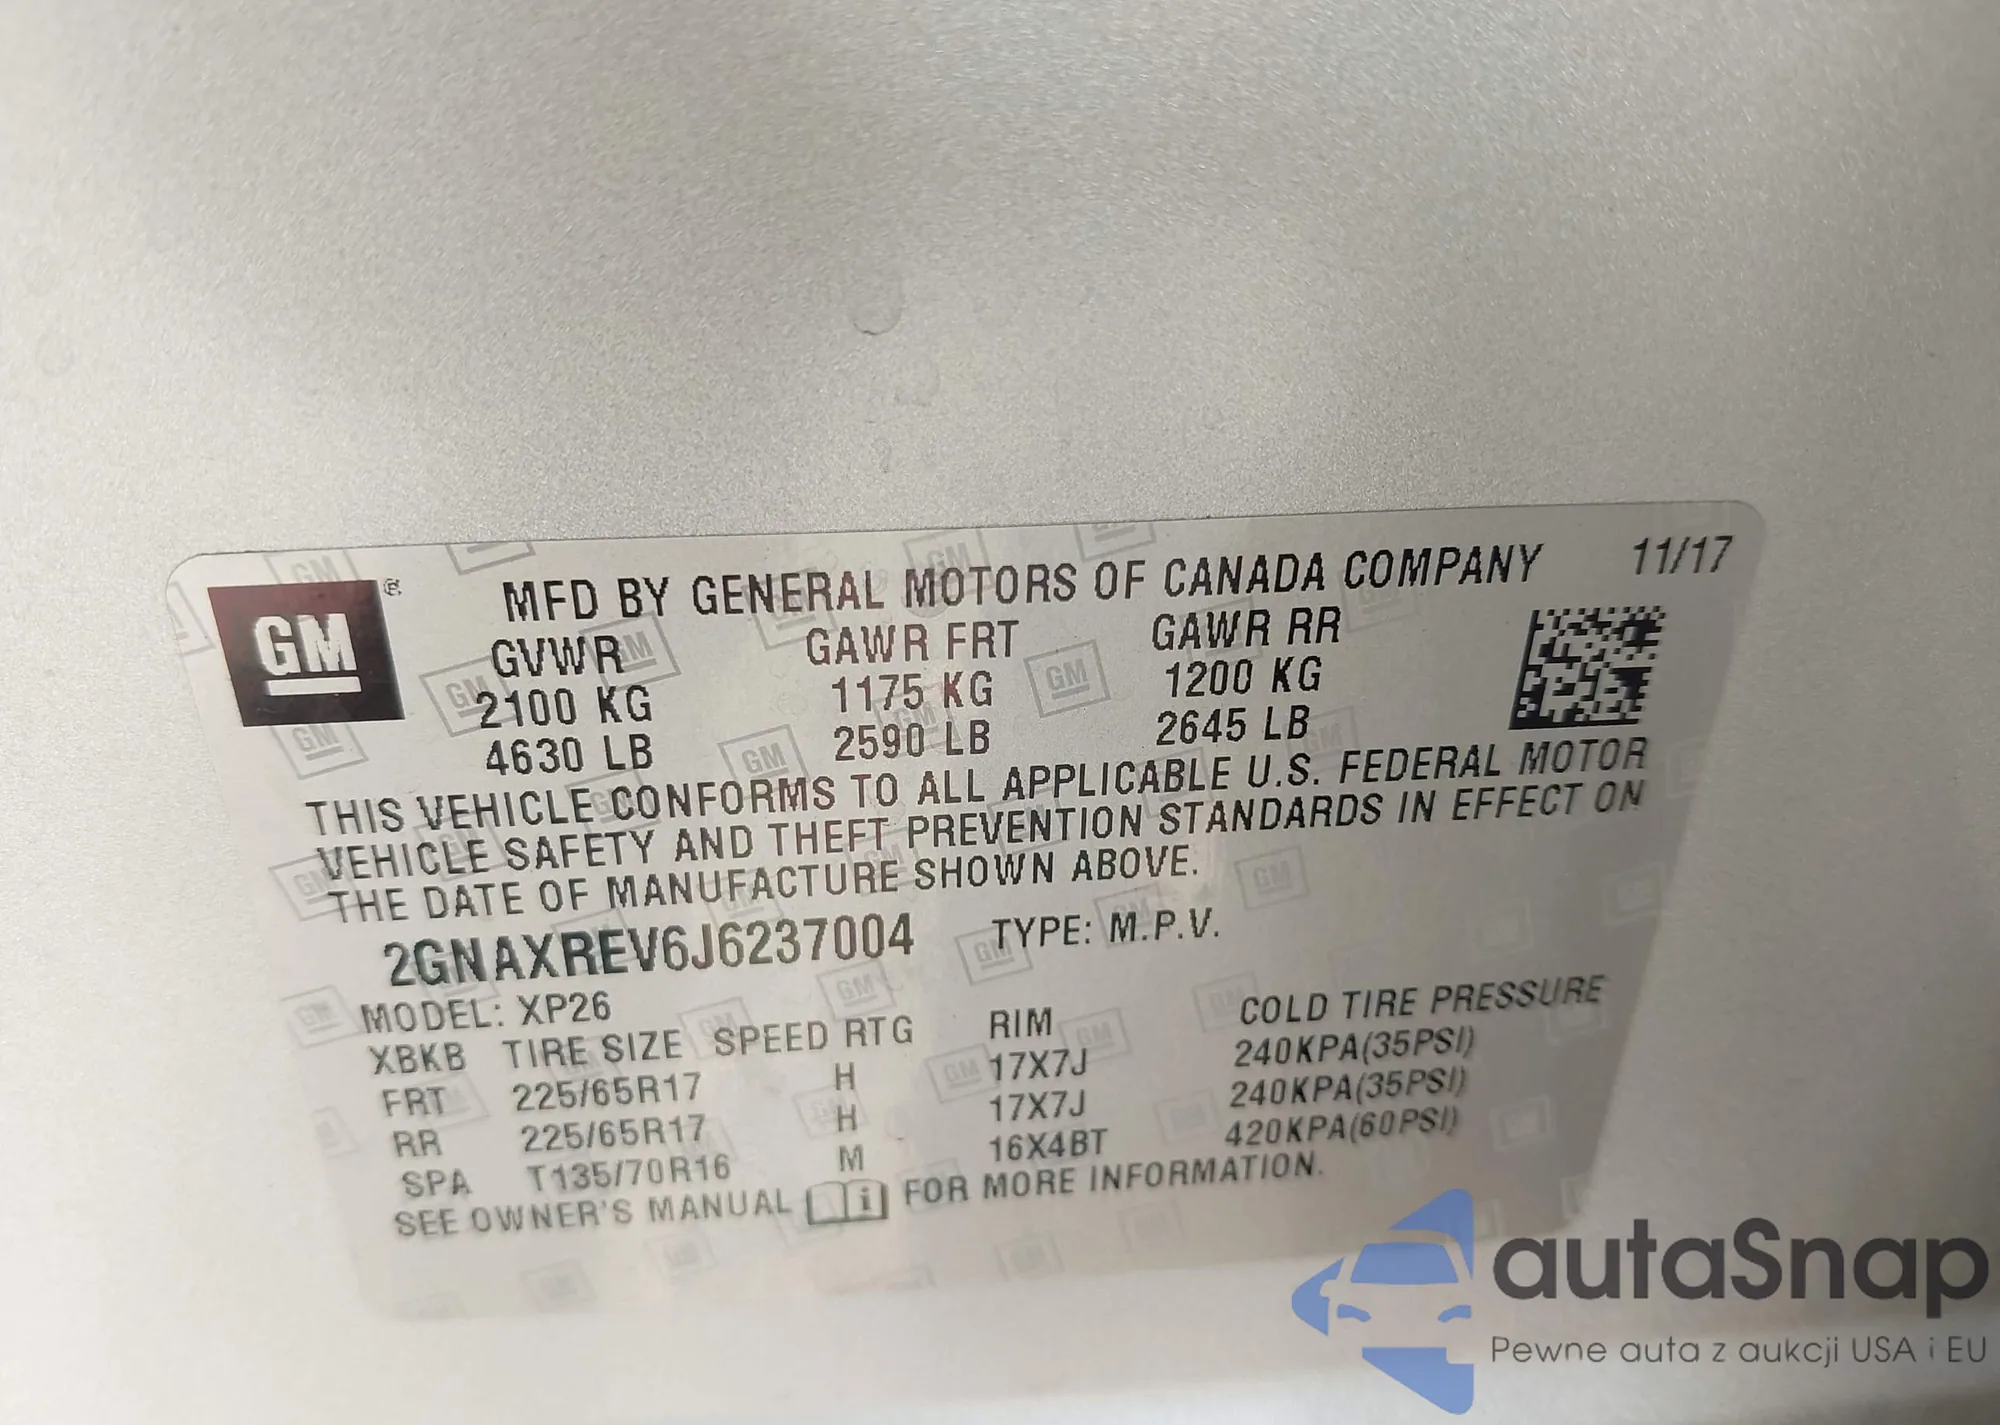 GM ®
MFD BY GENERAL MOTORS OF CANADA COMPANY 11/17
GVWR GAWR FRT GAWR RR
2100 KG 1175 KG 1200 KG
4630 LB 2590 LB 2645 LB
THIS VEHICLE CONFORMS TO ALL APPLICABLE U.S. FEDERAL MOTOR
VEHICLE SAFETY AND THEFT PREVENTION STANDARDS IN EFFECT ON
THE DATE OF MANUFACTURE SHOWN ABOVE.
2GNAXREV6J6237004 TYPE: M.P.V.
MODEL: XP26
XBKB TIRE SIZE SPEED RTG RIM COLD TIRE PRESSURE
FRT 225/65R17 H 17X7J 240KPA(35PSI)
RR 225/65R17 H 17X7J 240KPA(35PSI)
SPA T135/70R16 M 16X4BT 420KPA(60PSI)
SEE OWNER'S MANUAL i FOR MORE INFORMATION.
autaSnap
Pewne auta z aukcji USA i EU